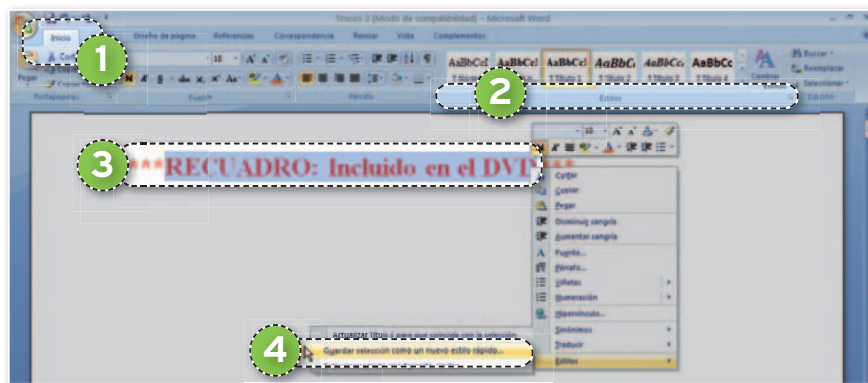 Trucos 2 [Modo de compatibilidad] - Microsoft Word
Inicio
Diseño de página Referencias Correspondencia Revisar Vista Complementos
1
Pegar
Copiar
N K S
AaBbCcI AaBbCcI AaBbCcI AaBbC AaBbCc AaBbCc
Título 1
Cambiar
Buscar
Reemplazar
Seleccionar
Portapapeles Fuente Párrafo Estilos Edición
2
3
***RECUADRO: Incluido en el DVD***
Cortar
Copiar
Pegar
Disminuir sangría
Aumentar sangría
Fuente...
Párrafo...
Viñetas
Numeración
Hipervínculo...
Sinónimos
Traducir
Estilos
4
Guardar selección como un nuevo estilo rápido...